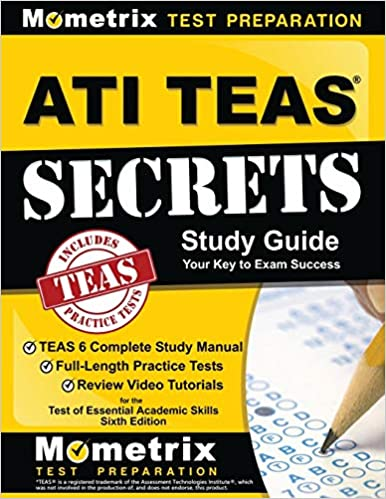 Mometrix TEST PREPARATION
ATI TEAS®
SECRETS
Study Guide
Your Key to Exam Success
INCLUDES
TEAS
PRACTICE TESTS
TEAS 6 Complete Study Manual
Full-Length Practice Tests
Review Video Tutorials
for the
Test of Essential Academic Skills
Sixth Edition
Mometrix
TEST PREPARATION
"TEAS® is a registered trademark of the Assessment Technologies Institute®, which
was not involved in the production of, and does not endorse, this product.